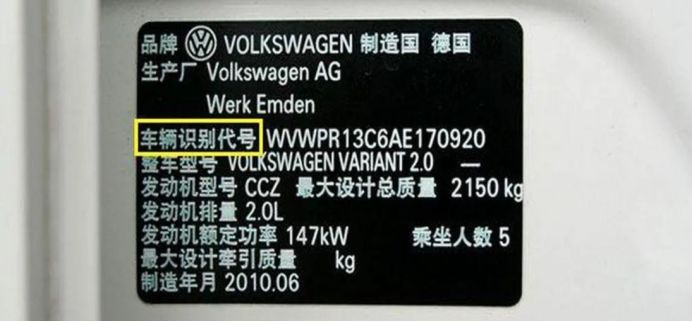 品牌 VOLKSWAGEN 制造国 德国
生产厂 Volkswagen AG
Werk Emden
车辆识别代号 WVWPR13C6AE170920
整车型号 VOLKSWAGEN VARIANT 2.0 —
发动机型号 CCZ 最大设计总质量 2150 kg
发动机排量 2.0L
发动机额定功率 147kW 乘坐人数 5
最大设计牵引质量 kg
制造年月 2010.06